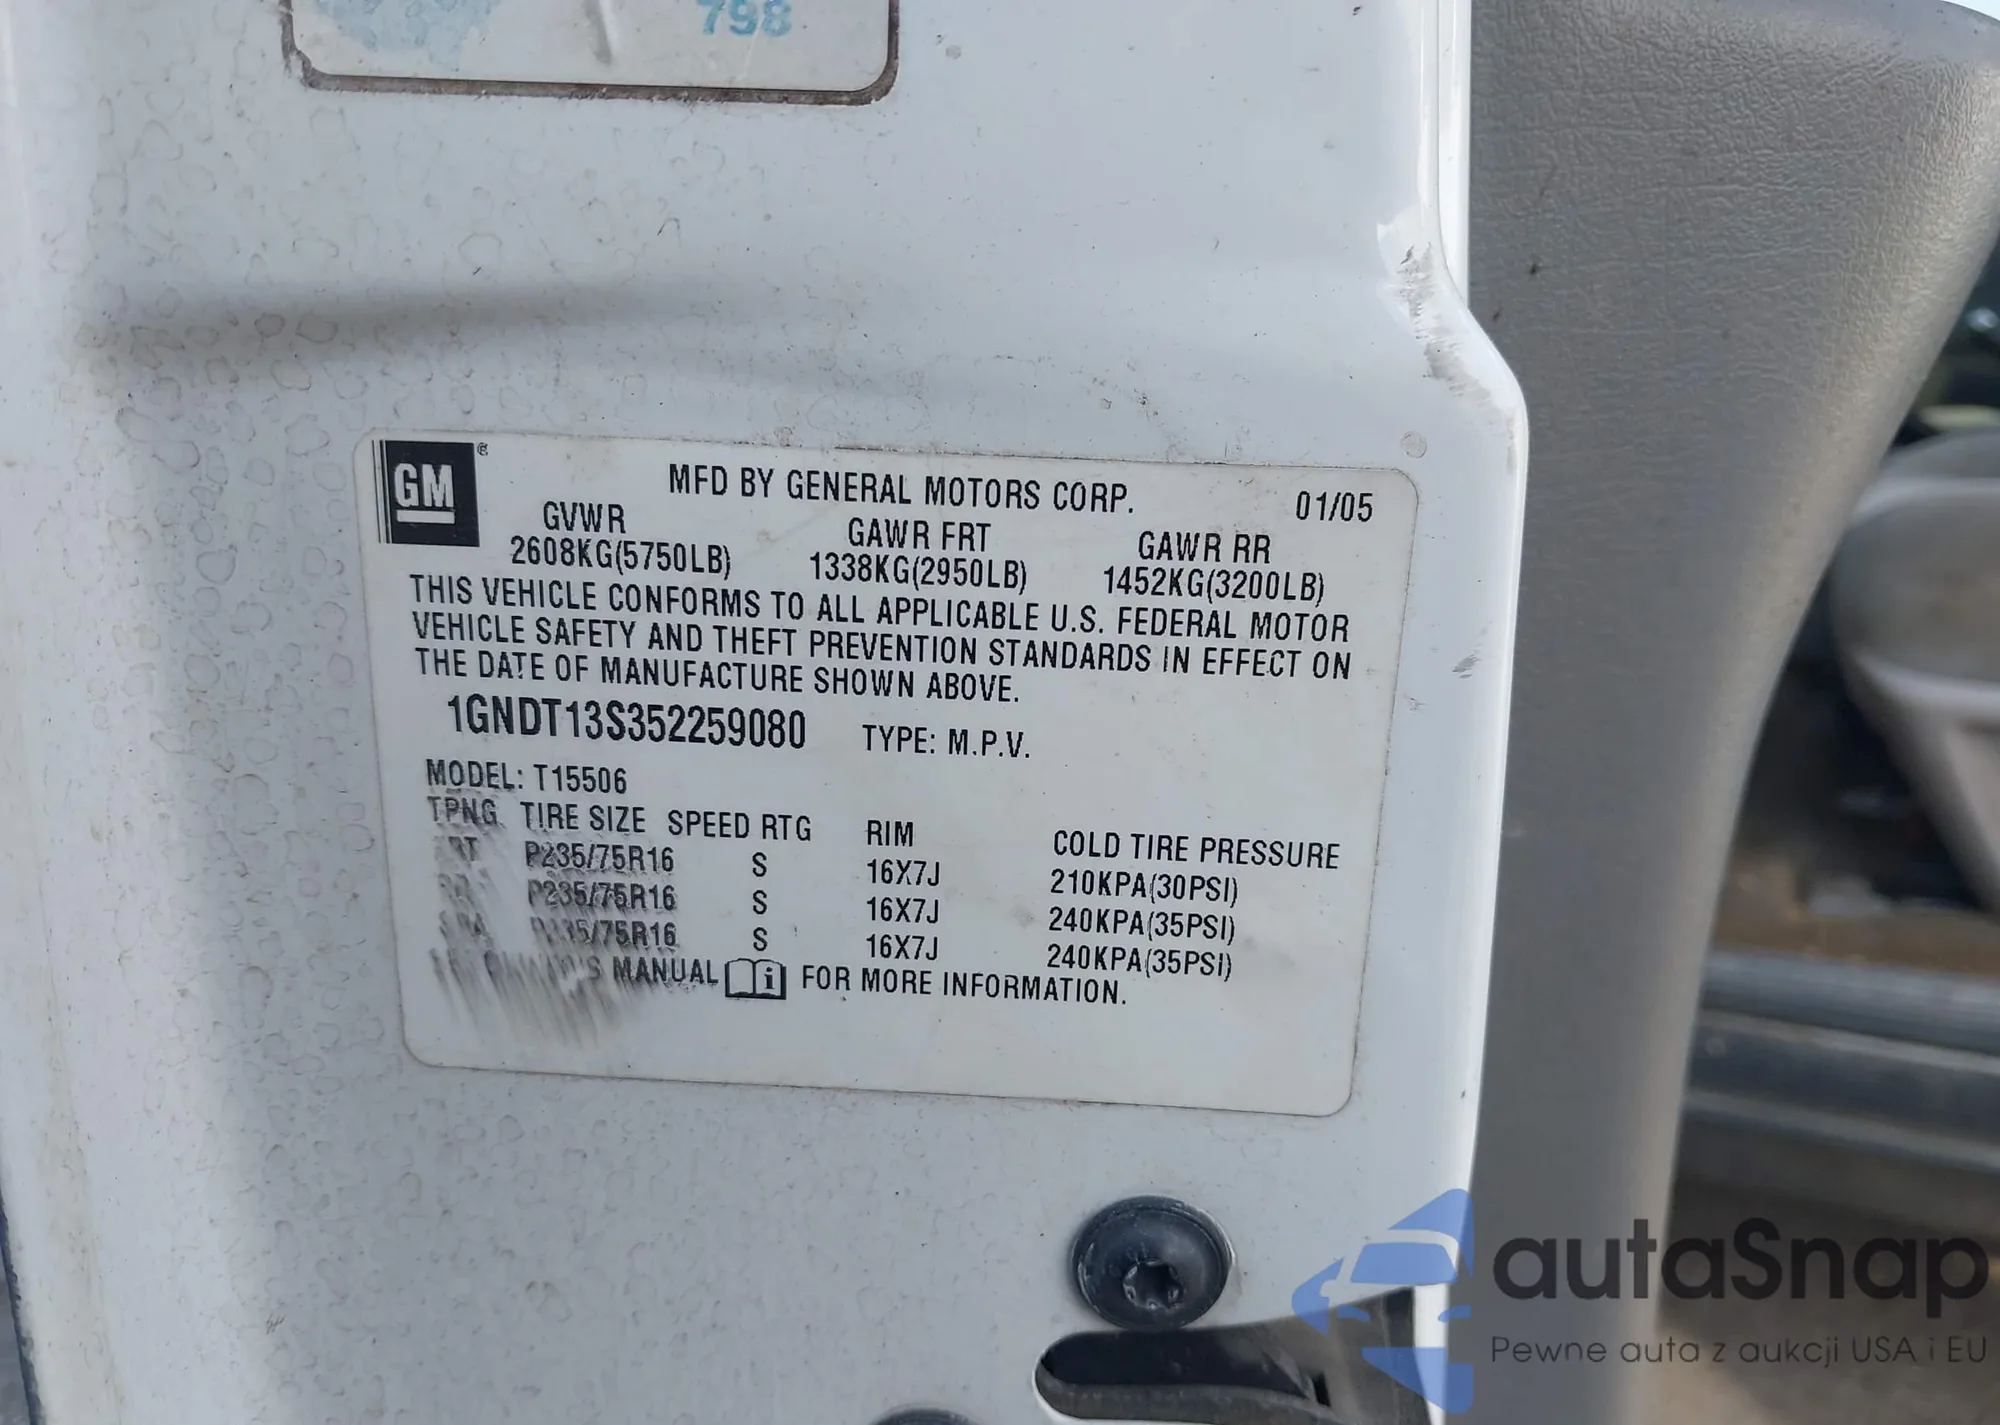 798
GM
MFD BY GENERAL MOTORS CORP. 01/05
GVWR GAWR FRT GAWR RR
2608KG(5750LB) 1338KG(2950LB) 1452KG(3200LB)
THIS VEHICLE CONFORMS TO ALL APPLICABLE U.S. FEDERAL MOTOR
VEHICLE SAFETY AND THEFT PREVENTION STANDARDS IN EFFECT ON
THE DATE OF MANUFACTURE SHOWN ABOVE.
1GNDT13S352259080 TYPE: M.P.V.
MODEL: T15506
TPNG TIRE SIZE SPEED RTG RIM COLD TIRE PRESSURE
P235/75R16 S 16X7J 210KPA(30PSI)
P235/75R16 S 16X7J 240KPA(35PSI)
S 16X7J 240KPA(35PSI)
MANUAL FOR MORE INFORMATION.
autaSnap
Pewne auta z aukcji USA i EU